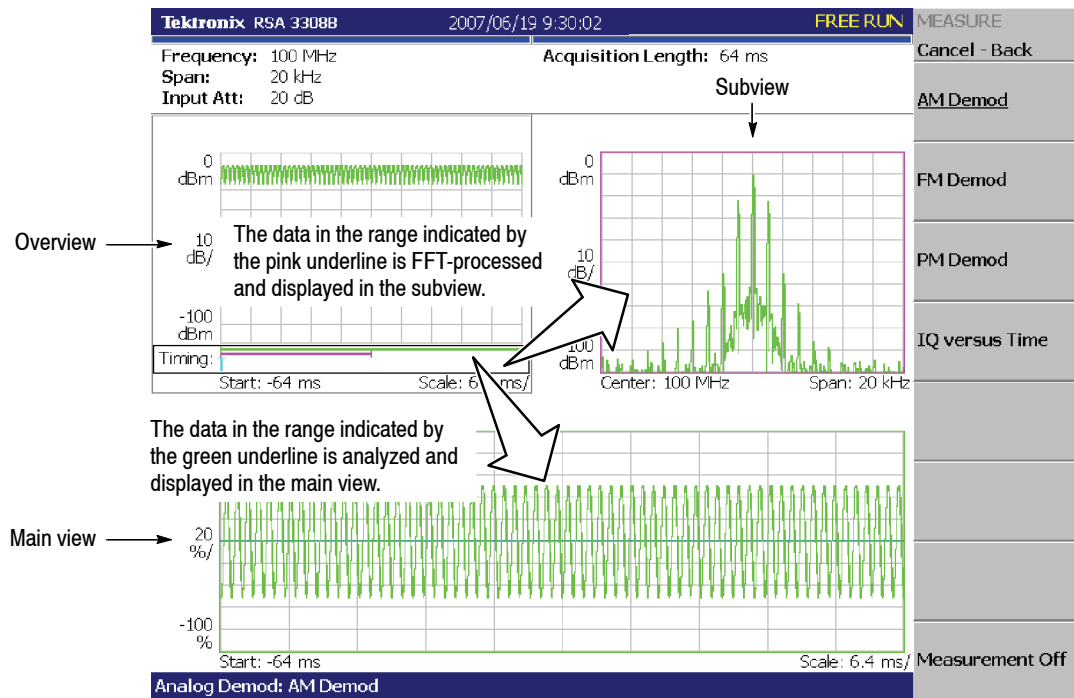 Tektronix RSA 3308B 2007/06/19 9:30:02 FREE RUN
MEASURE
Cancel - Back
Frequency: 100 MHz
Span: 20 kHz
Input Att: 20 dB
Acquisition Length: 64 ms
Subview
AM Demod
FM Demod
PM Demod
IQ versus Time
Measurement Off
Overview
0
dBm
10
dB/
-100
dBm
The data in the range indicated by
the pink underline is FFT-processed
and displayed in the subview.
Timing:
Start: -64 ms Scale: 6 ms/
0
dBm
10
dB/
100
dBm
Center: 100 MHz Span: 20 kHz
The data in the range indicated by
the green underline is analyzed and
displayed in the main view.
Main view
20
%/
-100
%
Start: -64 ms Scale: 6.4 ms/
Analog Demod: AM Demod